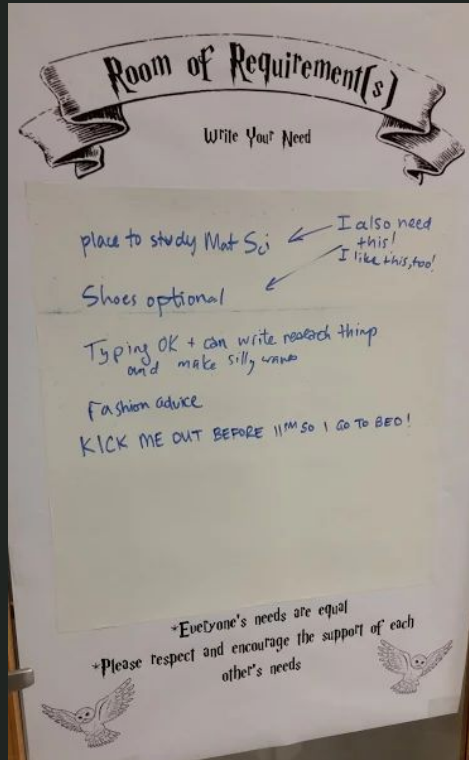 Room of Requirement(s)
Write Your Need
place to study Mat Sci
I also need
this!
I like this, too!
Shoes optional
Typing OK + can write research things
and make silly wands
Fashion advice
KICK ME OUT BEFORE 11PM SO I GO TO BED!
*Everyone's needs are equal
*Please respect and encourage the support of each
other's needs